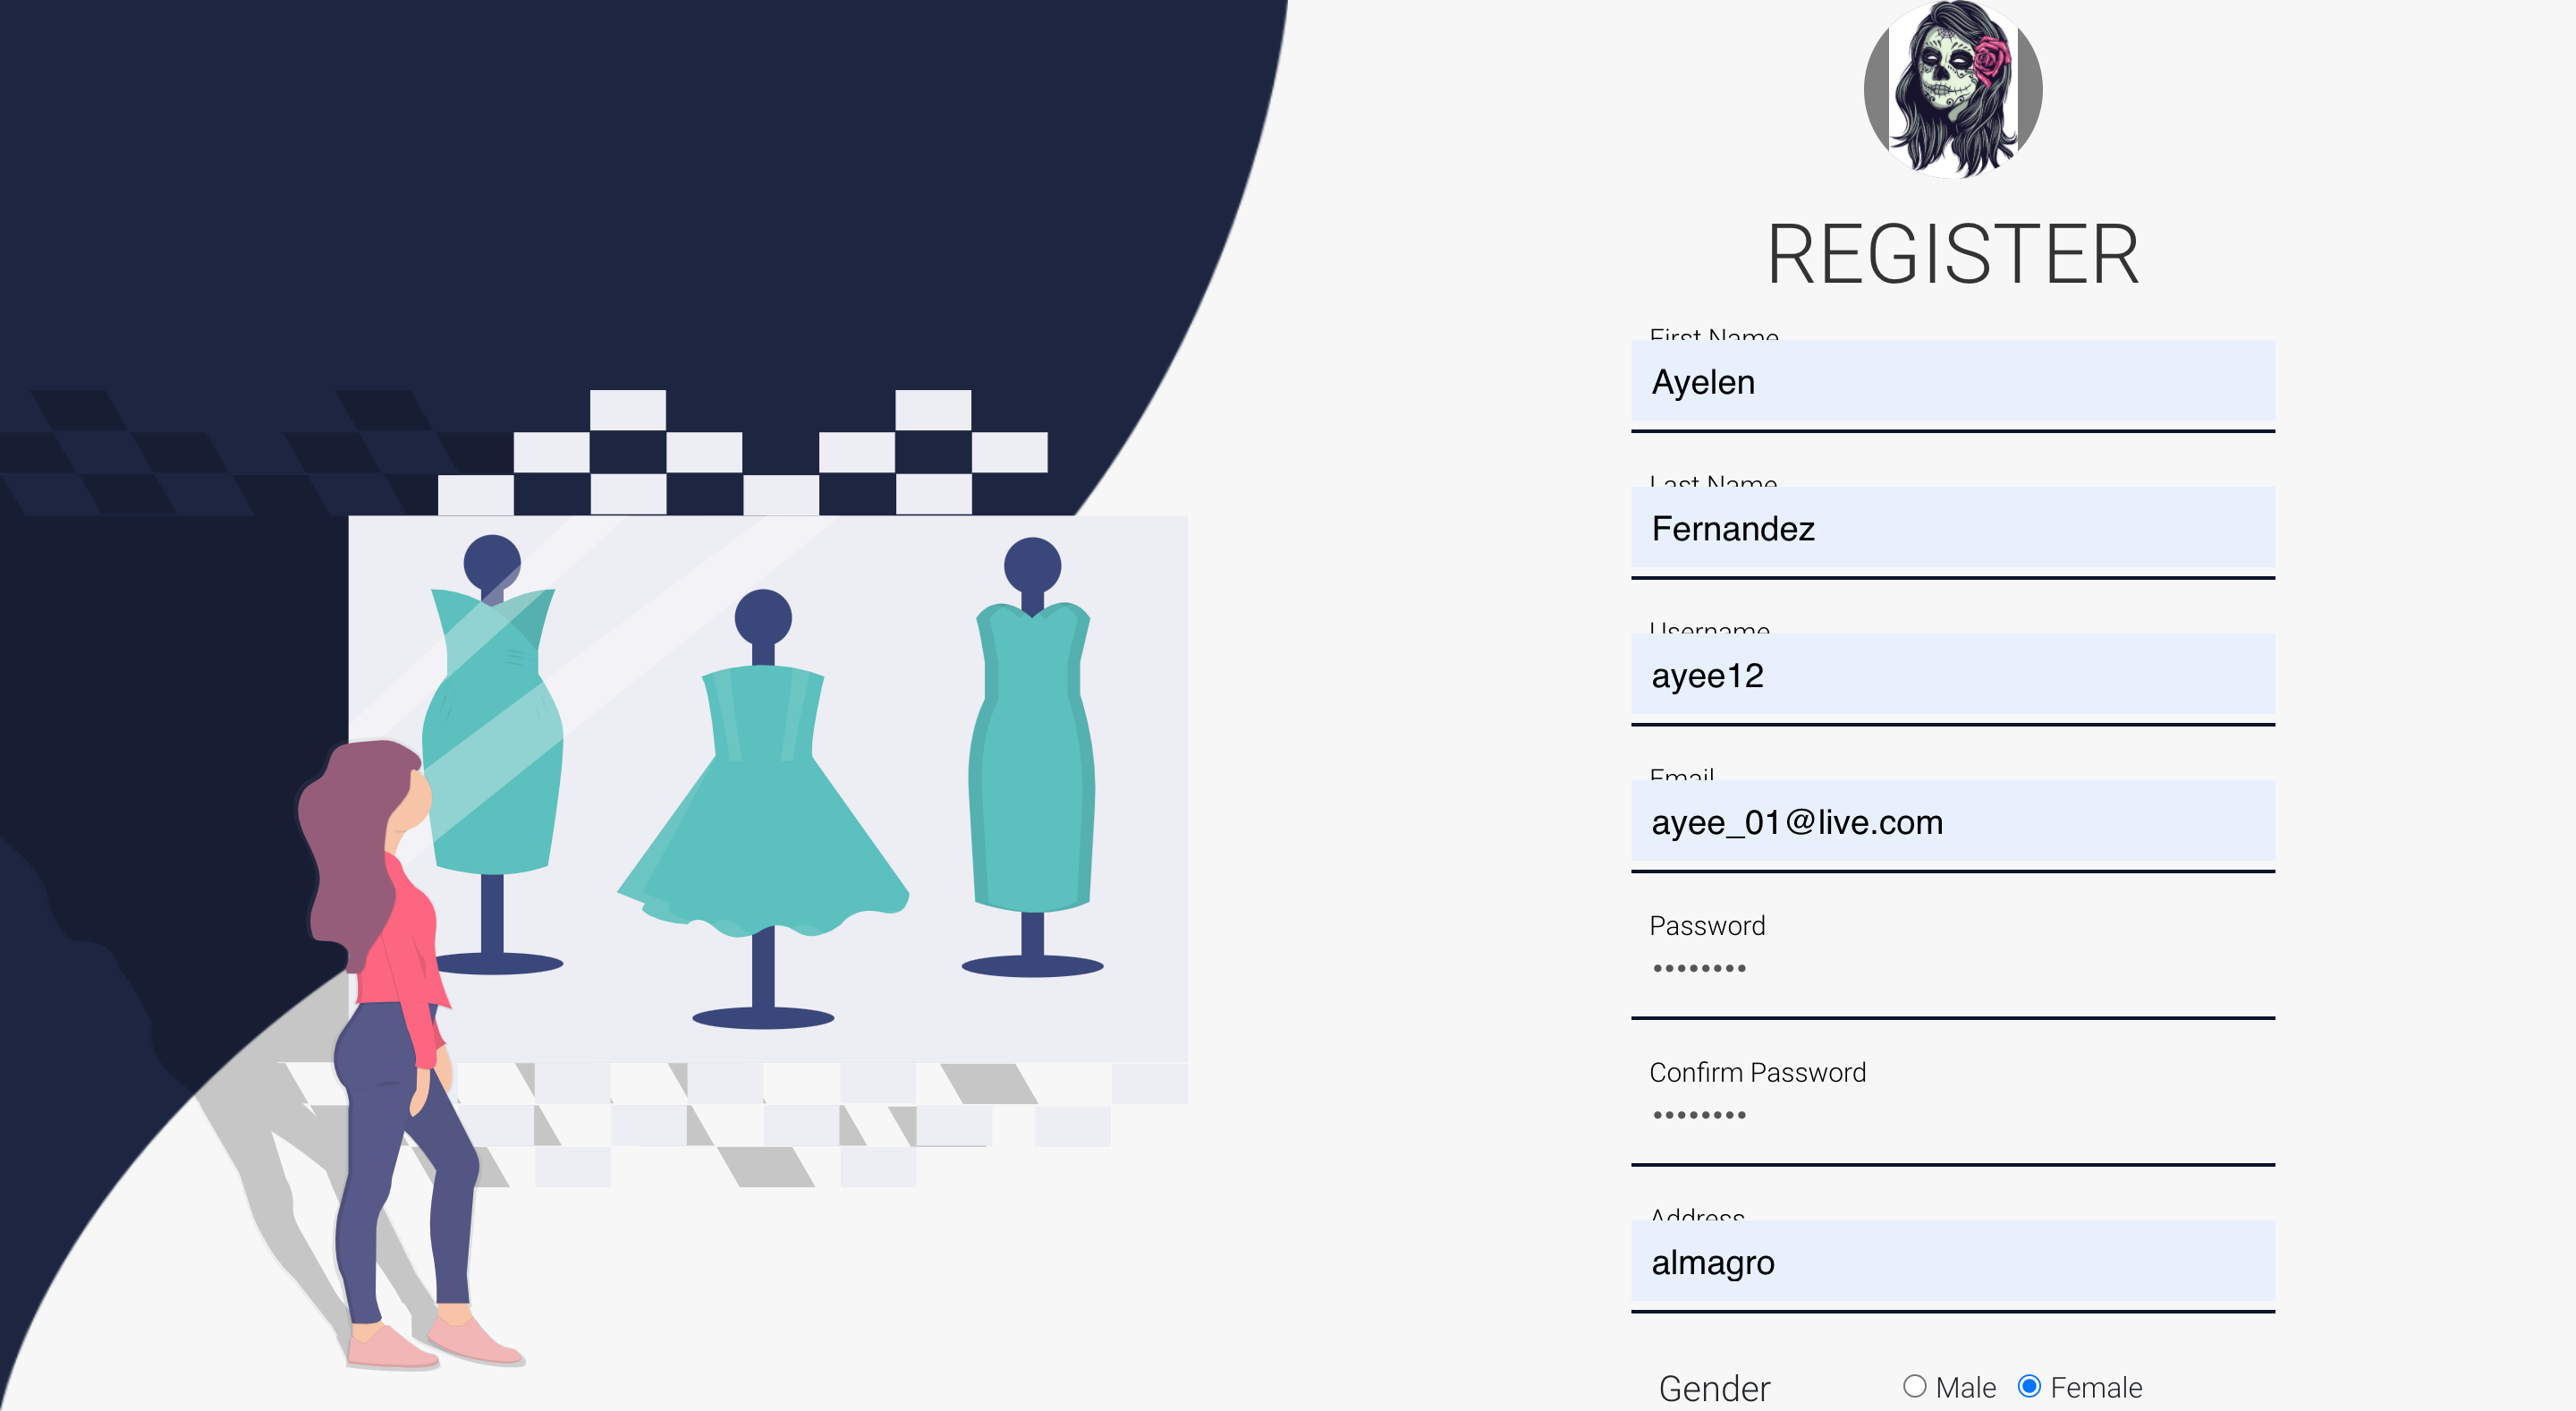 REGISTER
First Name
Ayelen
Last Name
Fernandez
Username
ayee12
Email
ayee_01@live.com
Password
••••••••
Confirm Password
••••••••
Address
almagro
Gender Male Female